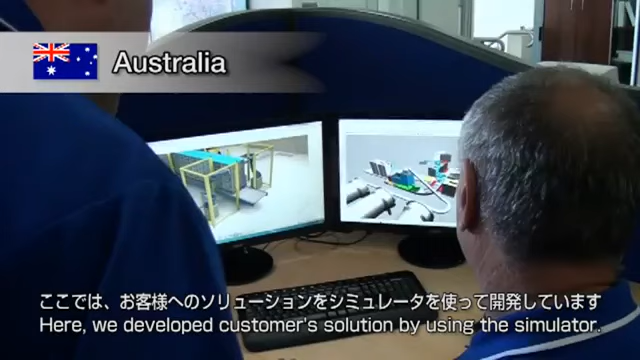 Australia
ここでは、お客様へのソリューションをシミュレータを使って開発しています
Here, we developed customer's solution by using the simulator.